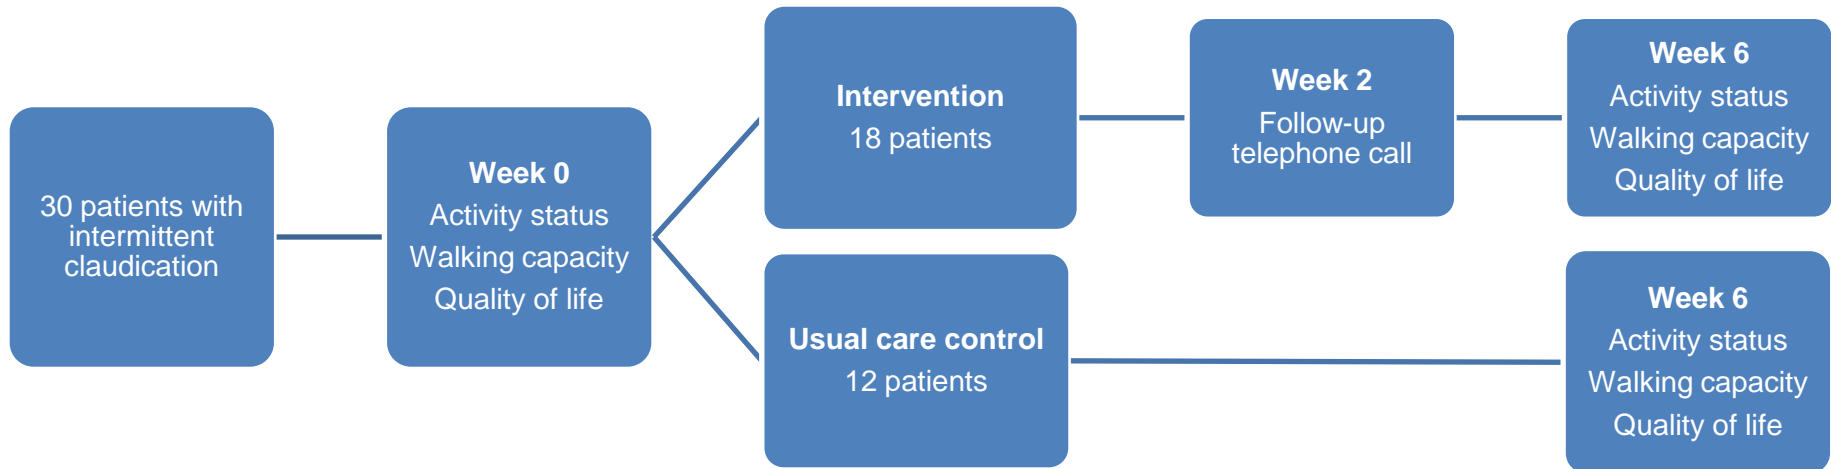 30 patients with
intermittent
claudication
Week 0
Activity status
Walking capacity
Quality of life
Intervention
18 patients
Week 2
Follow-up
telephone call
Week 6
Activity status
Walking capacity
Quality of life
Usual care control
12 patients
Week 6
Activity status
Walking capacity
Quality of life